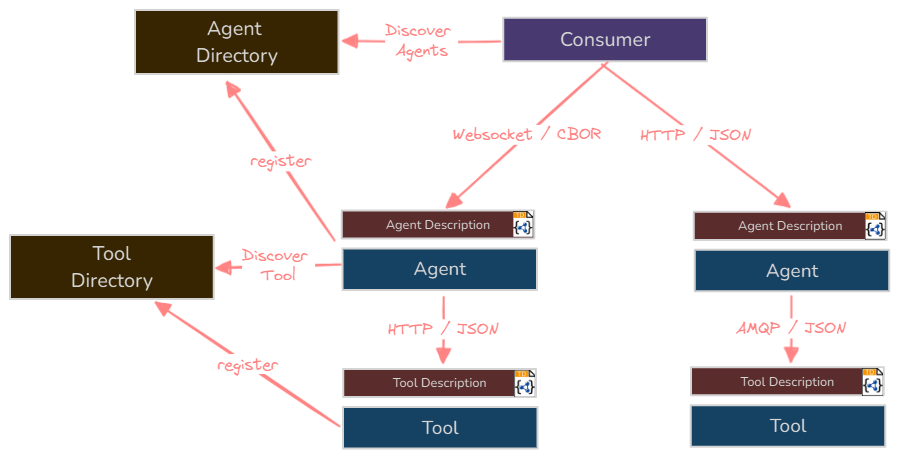 Agent
Directory
Discover
Agents
Consumer
Websocket / CBOR
HTTP / JSON
register
Agent Description
Agent Description
Tool
Directory
Discover
Tool
Agent
Agent
HTTP / JSON
AMQP / JSON
register
Tool Description
Tool Description
Tool
Tool